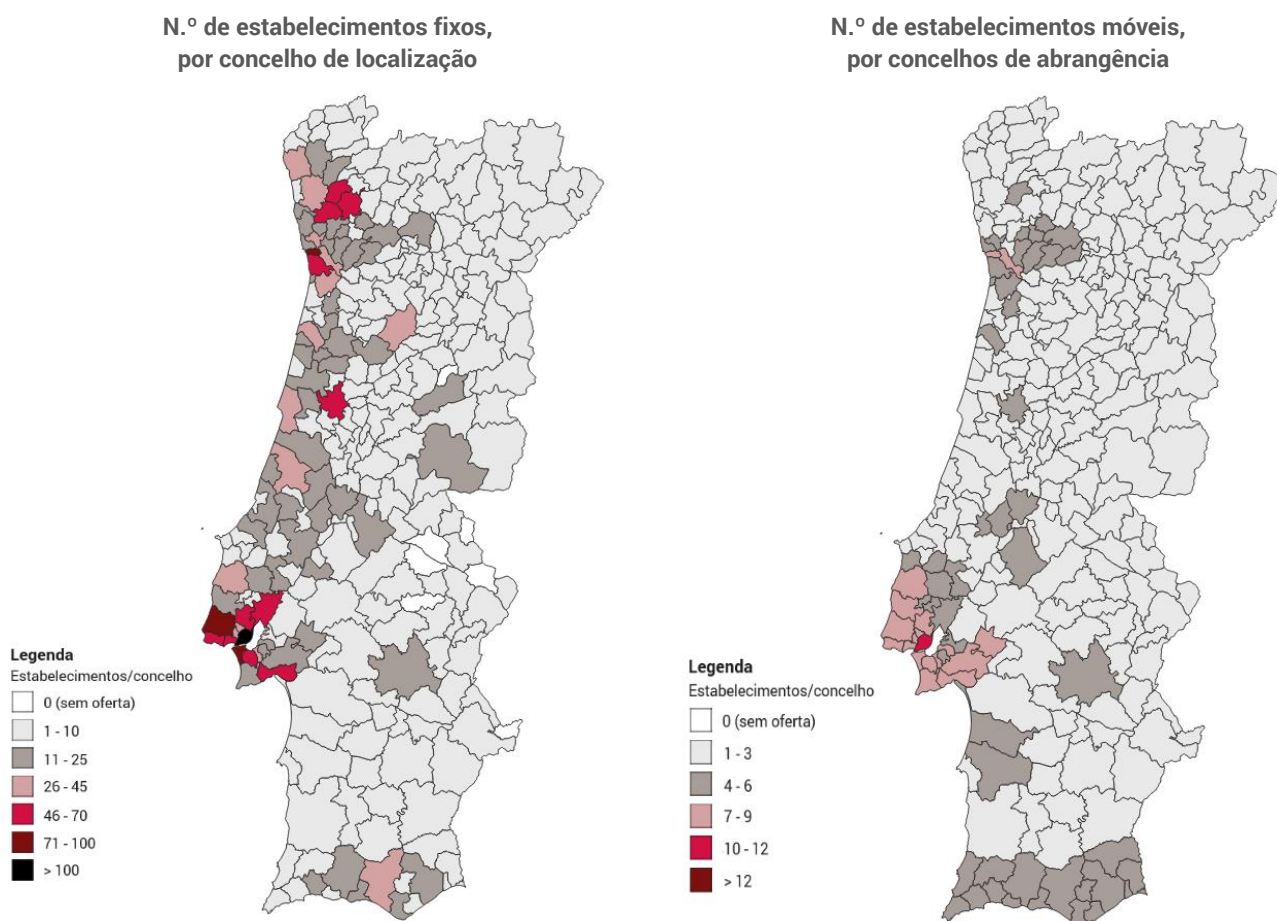 N.º de estabelecimentos fixos,
por concelho de localização
N.º de estabelecimentos móveis,
por concelhos de abrangência
Legenda
Estabelecimentos/concelho
0 (sem oferta)
1 - 10
11 - 25
26 - 45
46 - 70
71 - 100
> 100
Legenda
Estabelecimentos/concelho
0 (sem oferta)
1 - 3
4 - 6
7 - 9
10 - 12
> 12